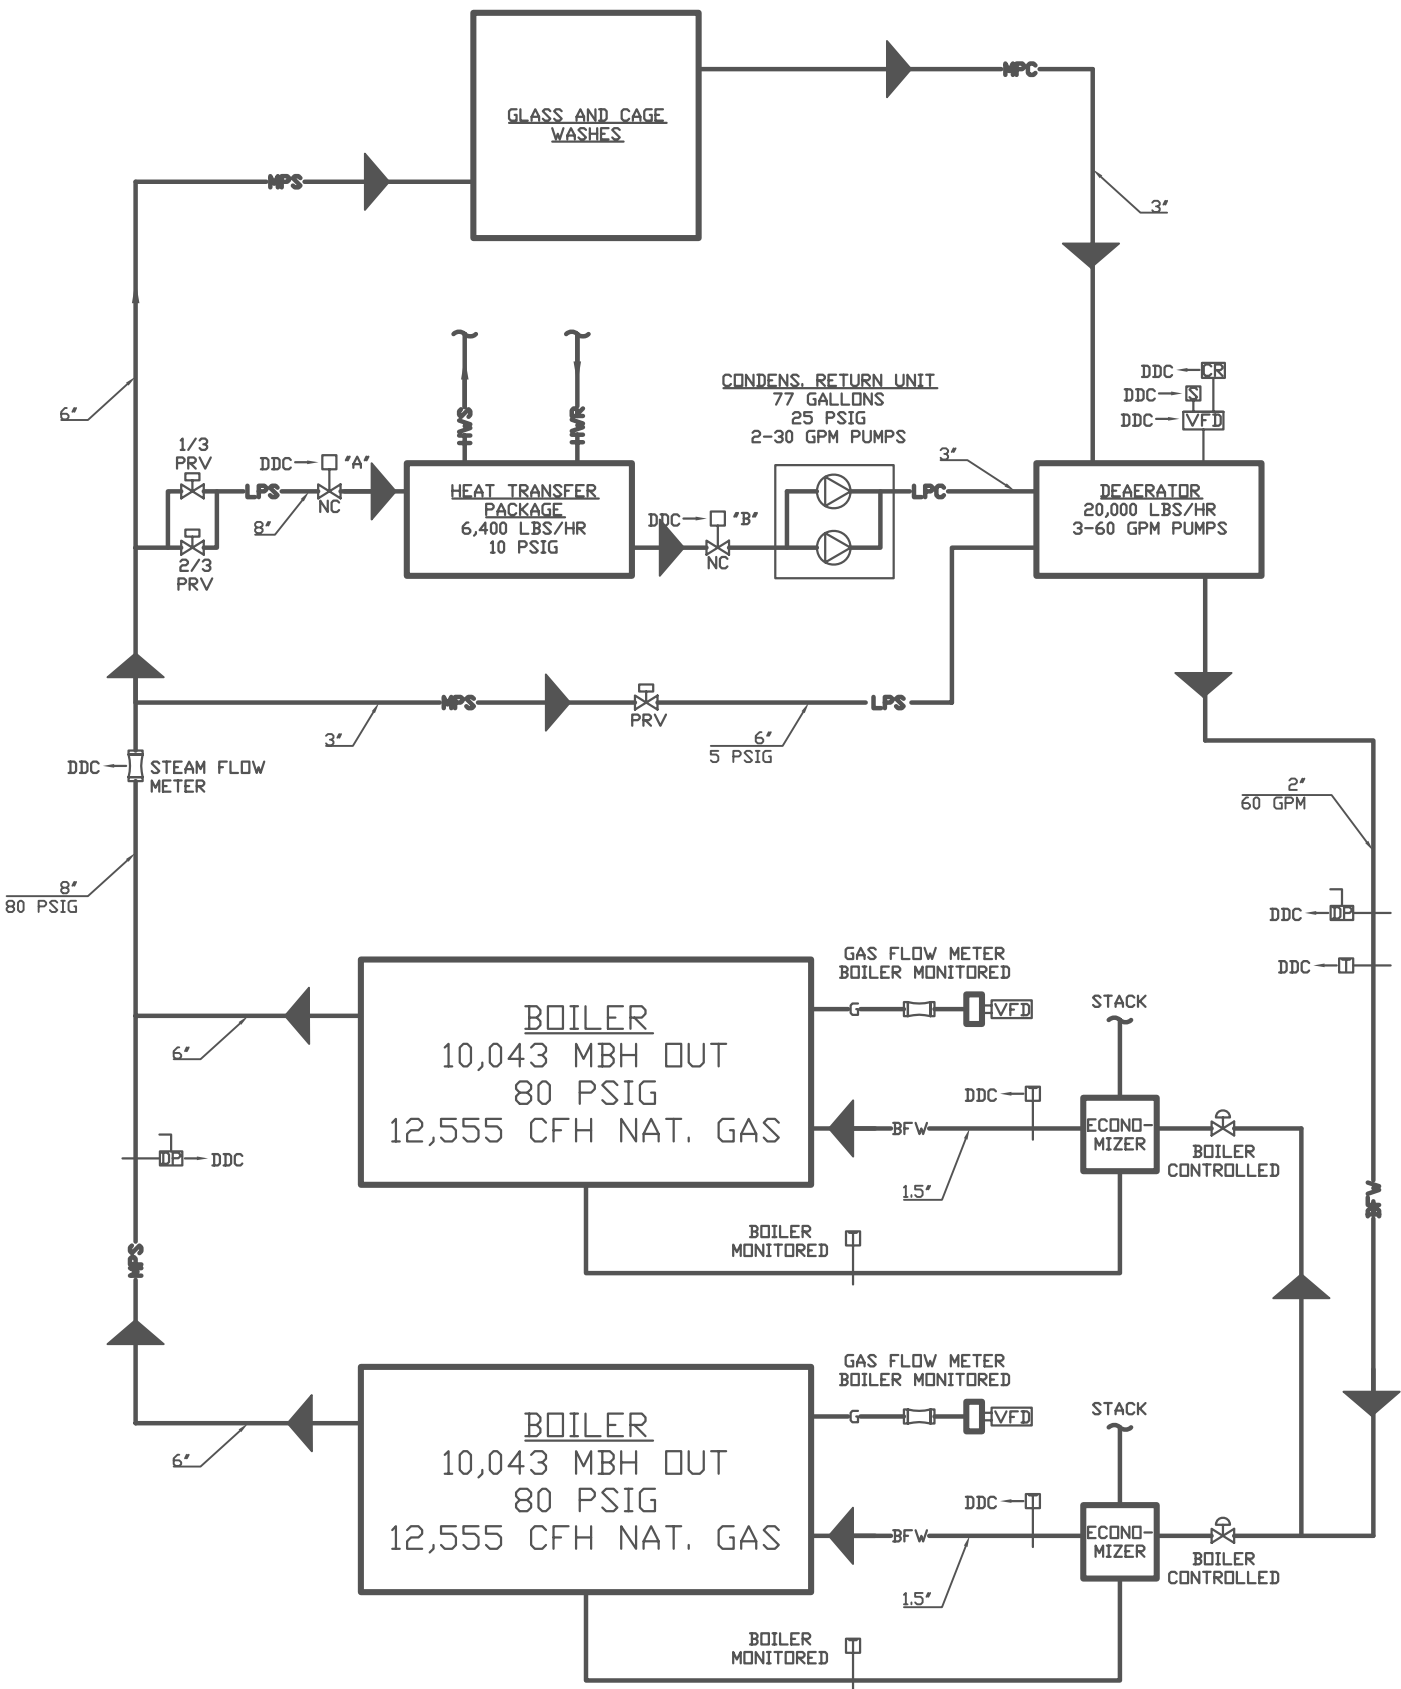 MPC
GLASS AND CAGE
WASHES
MPS
3"
6"
HWS
HWR
CONDENS. RETURN UNIT
77 GALLONS
25 PSIG
2-30 GPM PUMPS
DDC
CR
DDC
S
DDC
VFD
1/3
PRV
DDC
"A"
LPS
NC
8"
2/3
PRV
HEAT TRANSFER
PACKAGE
6,400 LBS/HR
10 PSIG
DDC
"B"
NC
LPC
3"
DEAERATOR
20,000 LBS/HR
3-60 GPM PUMPS
MPS
3"
PRV
LPS
6"
5 PSIG
DDC
STEAM FLOW
METER
2"
60 GPM
8"
80 PSIG
DDC
DP
DDC
T
BOILER
10,043 MBH OUT
80 PSIG
12,555 CFH NAT. GAS
GAS FLOW METER
BOILER MONITORED
G
VFD
STACK
6"
DDC
T
BFW
1.5"
ECONO-
MIZER
BOILER
CONTROLLED
DP
DDC
BFW
BOILER
MONITORED
T
MPS
BOILER
10,043 MBH OUT
80 PSIG
12,555 CFH NAT. GAS
GAS FLOW METER
BOILER MONITORED
G
VFD
STACK
6"
DDC
T
BFW
1.5"
ECONO-
MIZER
BOILER
CONTROLLED
BOILER
MONITORED
T